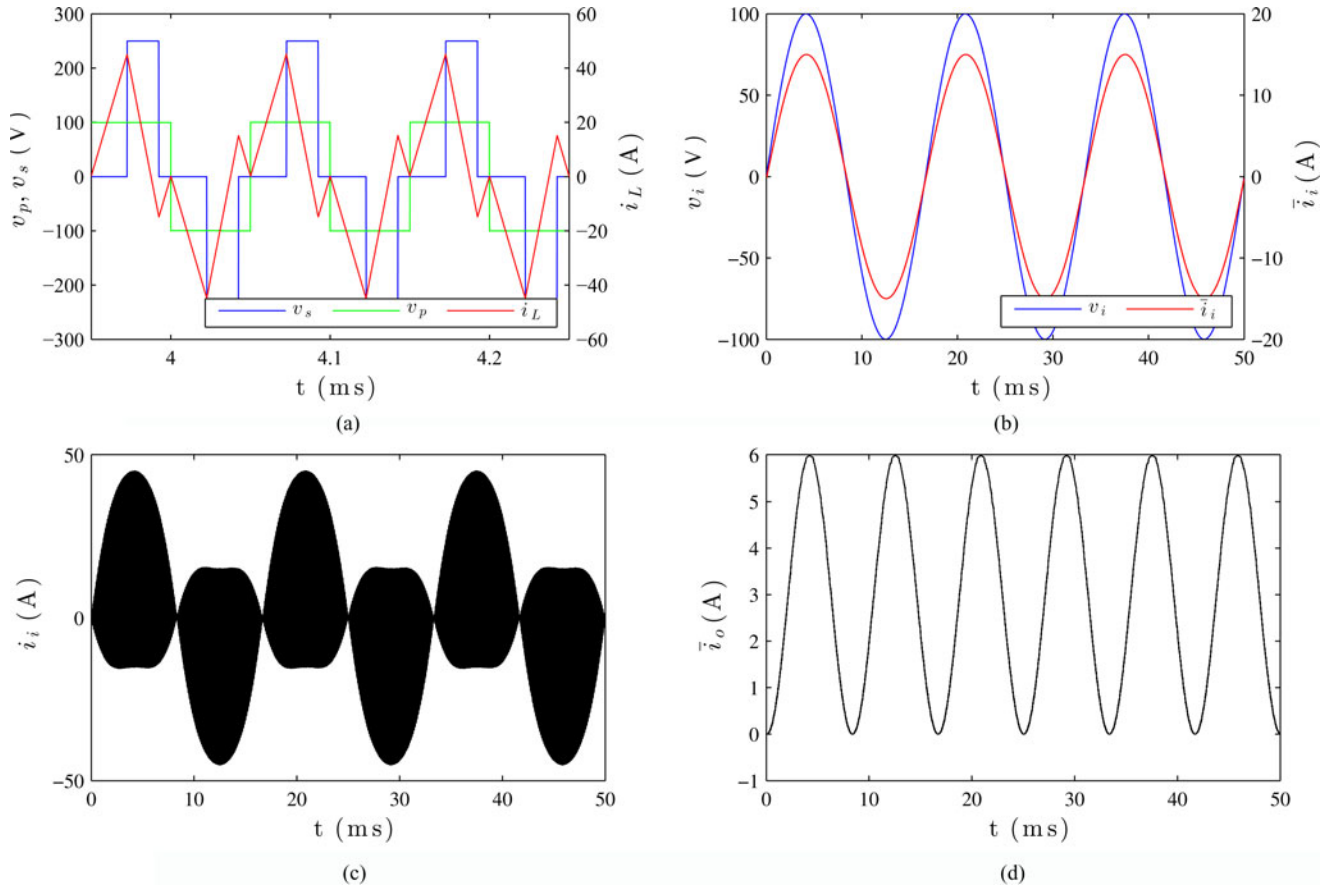 300
200
100
0
−100
−200
−300
60
40
20
0
−20
−40
−60
v_p, v_s (V)
i_L (A)
v_s v_p i_L
4 4.1 4.2
t (ms)
(a)
100
50
0
−50
−100
20
10
0
−10
−20
v_i (V)
i̅_i (A)
v_i i̅_i
0 10 20 30 40 50
t (ms)
(b)
50
0
−50
i_i (A)
0 10 20 30 40 50
t (ms)
(c)
6
5
4
3
2
1
0
−1
i̅_o (A)
0 10 20 30 40 50
t (ms)
(d)